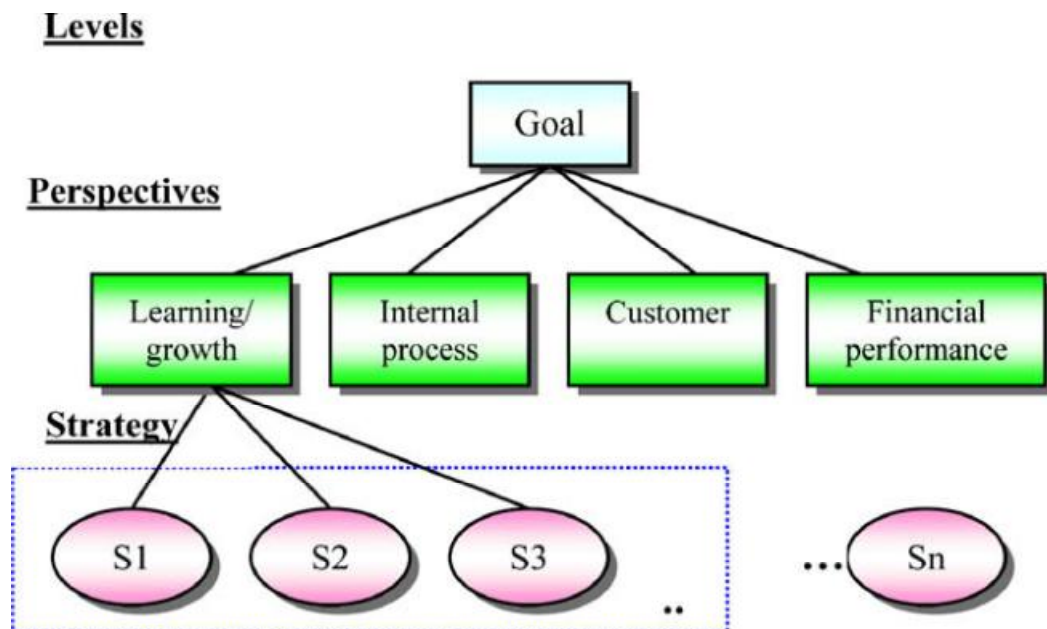 Levels
Goal
Perspectives
Learning/
growth
Internal
process
Customer
Financial
performance
Strategy
S1
S2
S3
..
...
Sn